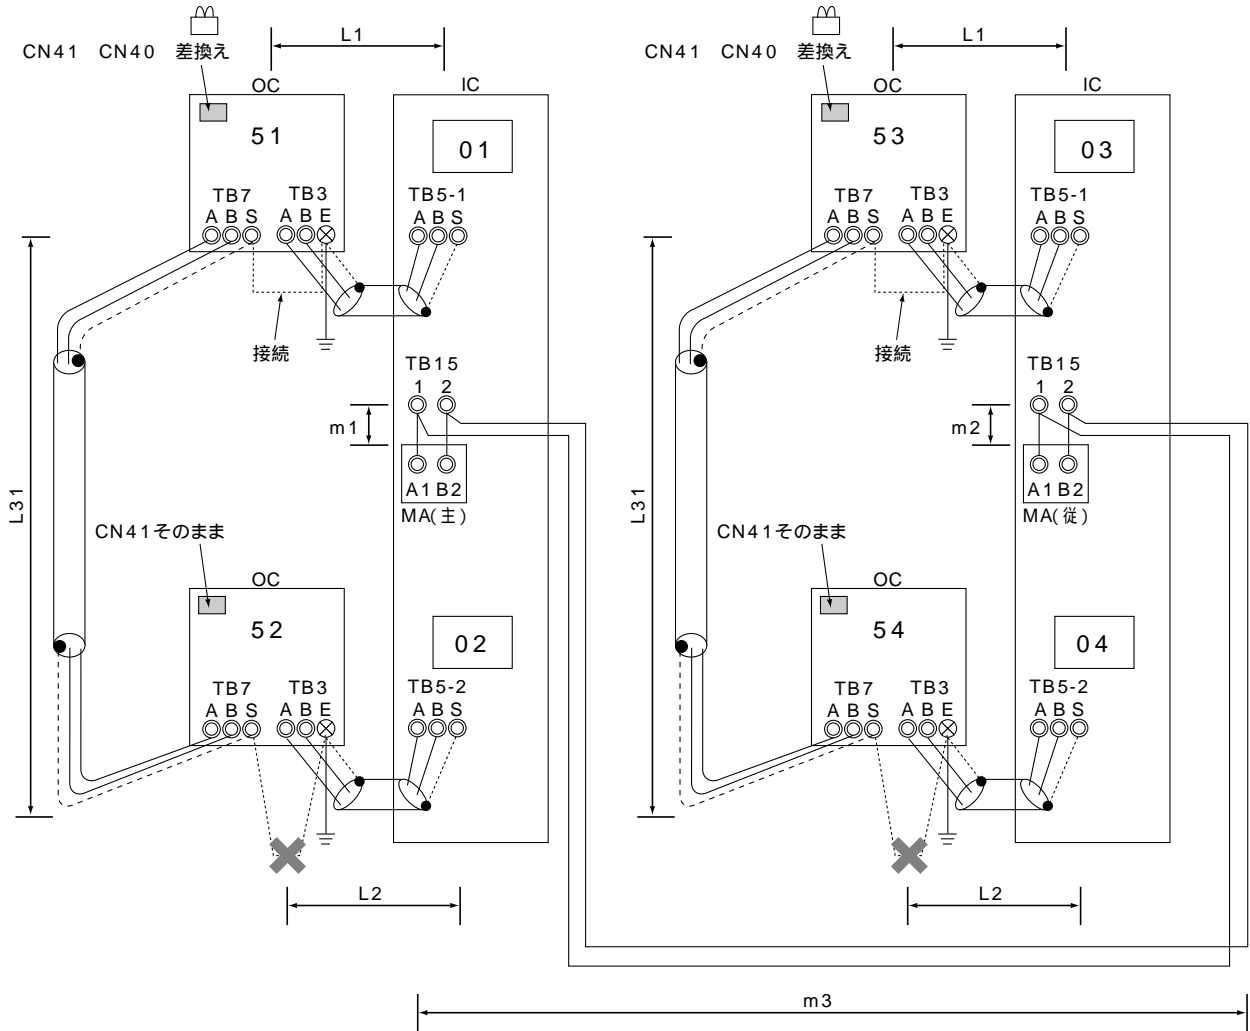 CN41 CN40 差換え
L1
OC
IC
51
01
TB7
TB3
TB5-1
A B S
A B E
A B S
接続
TB15
1 2
m1
A1 B2
MA(主)
L31
CN41そのまま
OC
52
02
TB7
TB3
TB5-2
A B S
A B E
A B S
L2
CN41 CN40 差換え
L1
OC
IC
53
03
TB7
TB3
TB5-1
A B S
A B E
A B S
接続
TB15
1 2
m2
A1 B2
MA(従)
L31
CN41そのまま
OC
54
04
TB7
TB3
TB5-2
A B S
A B E
A B S
L2
m3